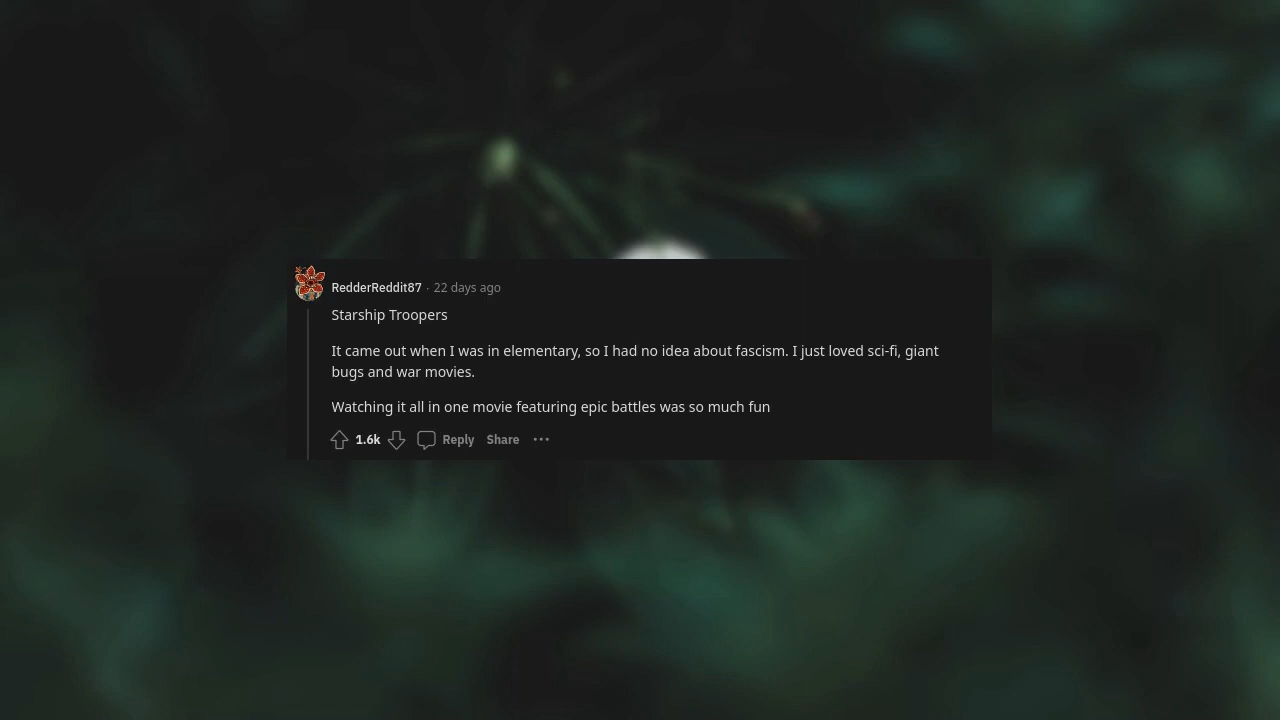 RedderReddit87 · 22 days ago
Starship Troopers
It came out when I was in elementary, so I had no idea about fascism. I just loved sci-fi, giant
bugs and war movies.
Watching it all in one movie featuring epic battles was so much fun
1.6k Reply Share ···